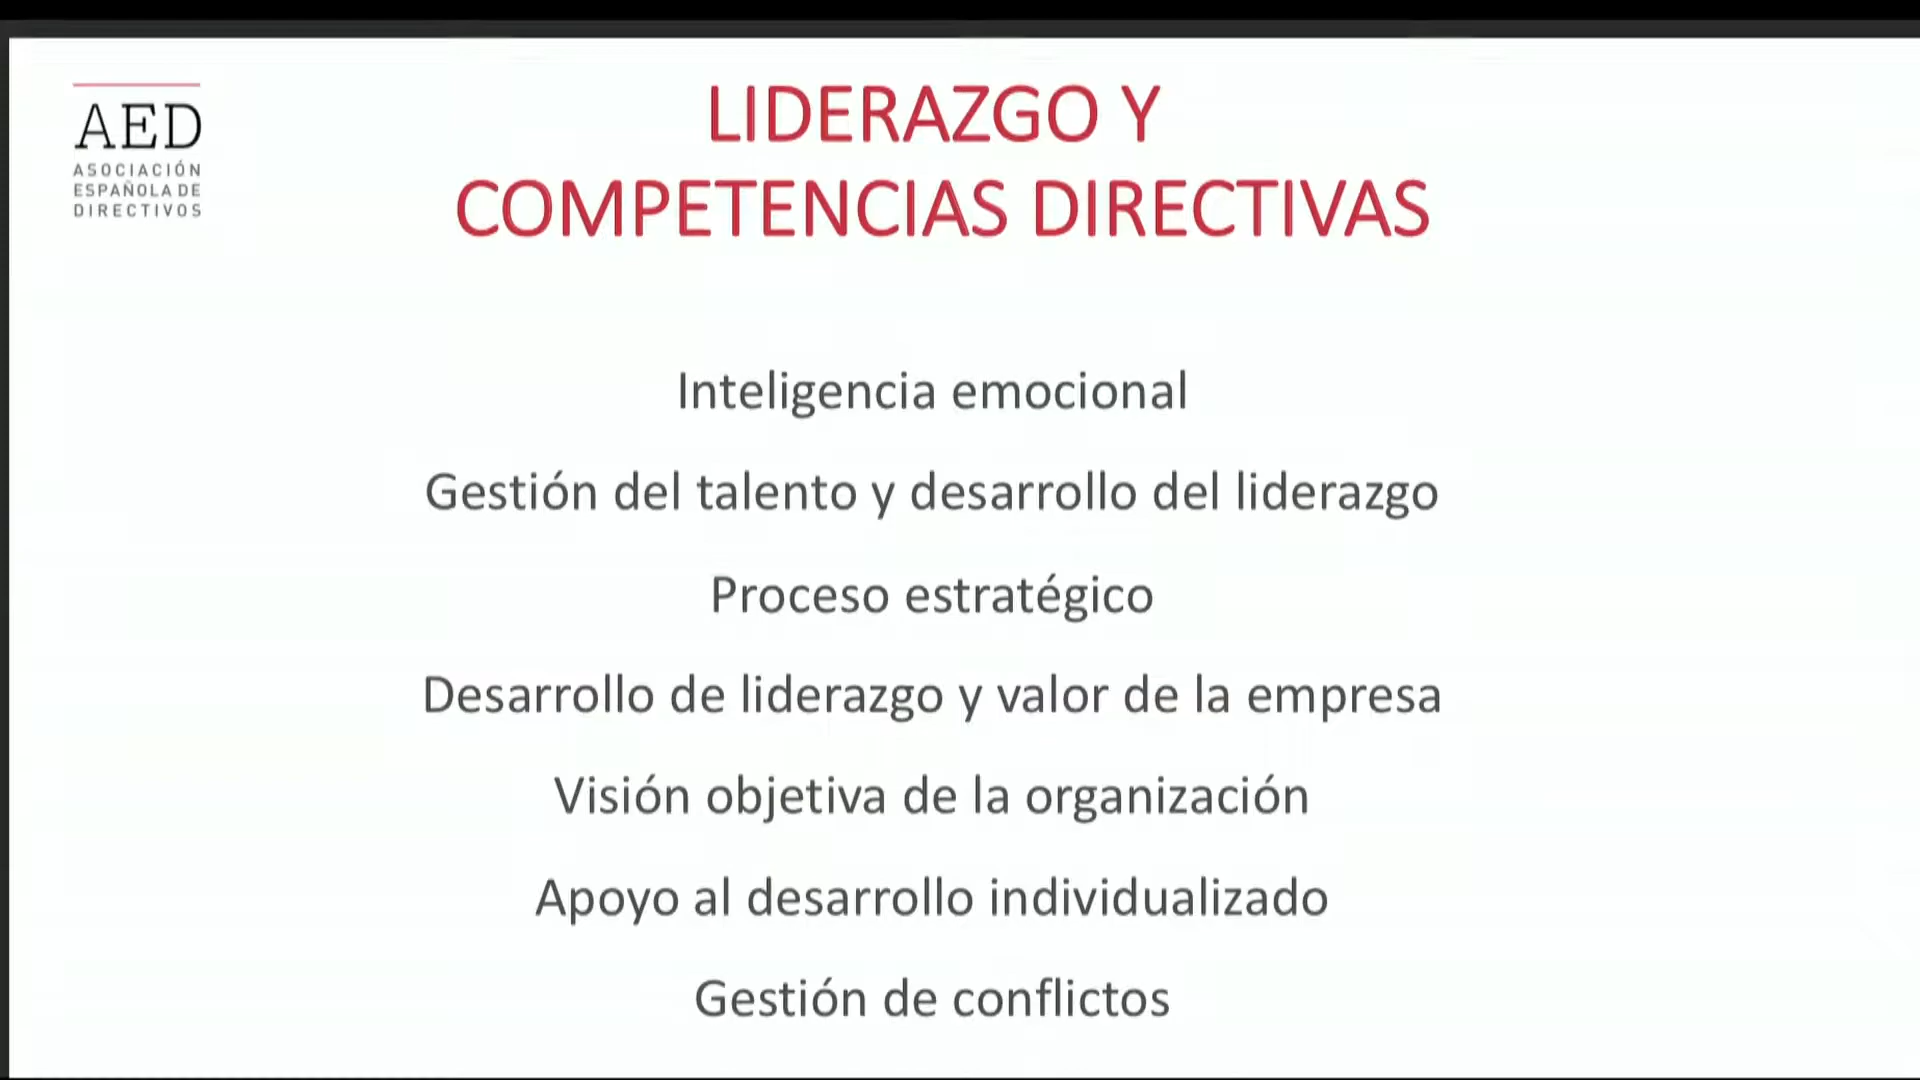 AED
ASOCIACIÓN
ESPAÑOLA DE
DIRECTIVOS
LIDERAZGO Y
COMPETENCIAS DIRECTIVAS
Inteligencia emocional
Gestión del talento y desarrollo del liderazgo
Proceso estratégico
Desarrollo de liderazgo y valor de la empresa
Visión objetiva de la organización
Apoyo al desarrollo individualizado
Gestión de conflictos